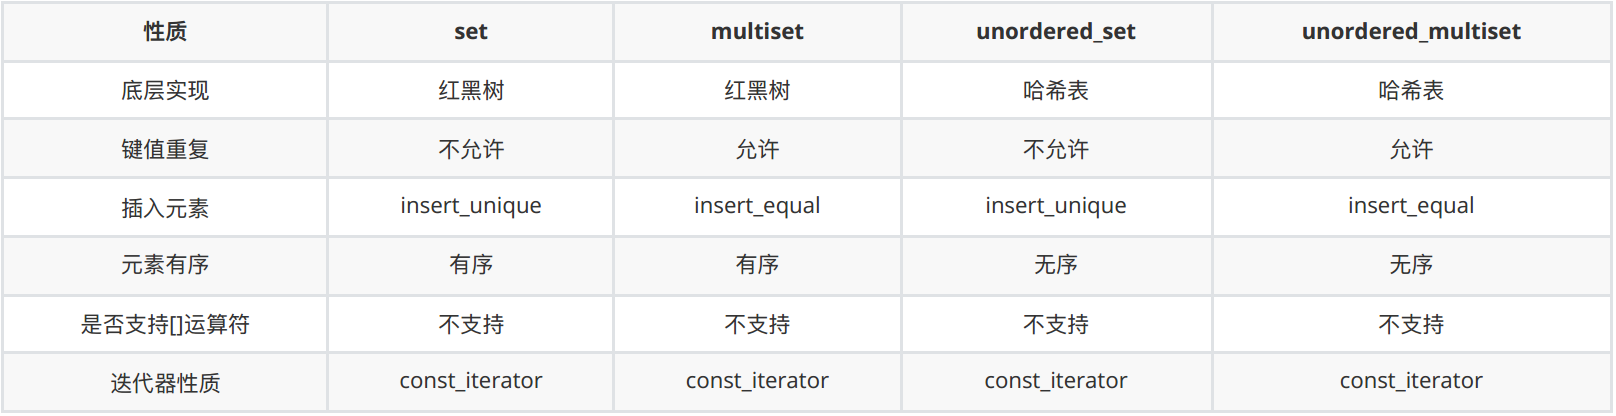 性质 set multiset unordered_set unordered_multiset
底层实现 红黑树 红黑树 哈希表 哈希表
键值重复 不允许 允许 不允许 允许
插入元素 insert_unique insert_equal insert_unique insert_equal
元素有序 有序 有序 无序 无序
是否支持[]运算符 不支持 不支持 不支持 不支持
迭代器性质 const_iterator const_iterator const_iterator const_iterator